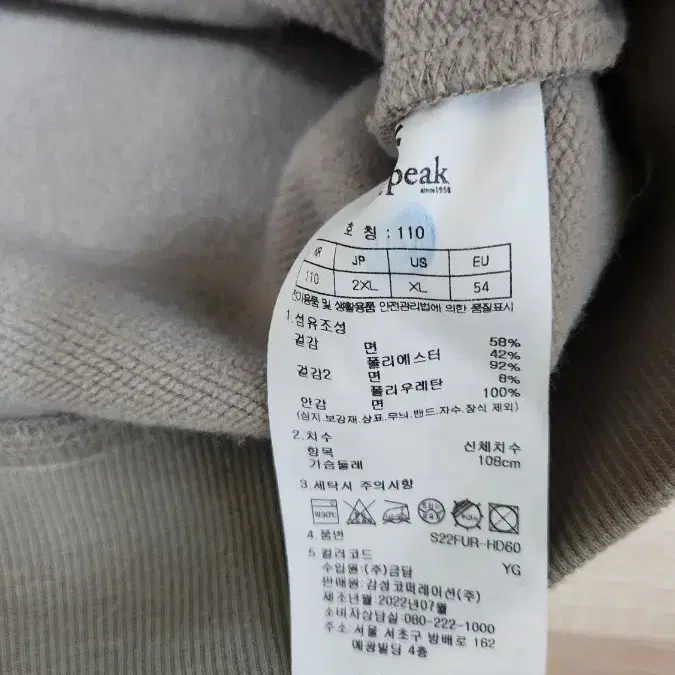 peak
since1958
호 칭 : 110
KR JP US EU
110 2XL XL 54
전기용품 및 생활용품 안전관리법에 의한 품질표시
1.섬유조성
겉감 면 58%
폴리에스터 42%
겉감2 면 92%
폴리우레탄 8%
안감 면 100%
(심지.보강재.상표.무늬.밴드.자수.장식 제외)
2.치수
항목 신체치수
가슴둘레 108cm
3.세탁시 주의사항
4.품번 S22FUR-HD60
5.컬러코드 YG
수입원:(주)금담
판매원:감성코퍼레이션(주)
제조년월:2022년07월
소비자상담실:080-222-1000
주소:서울 서초구 방배로 162
예광빌딩 4층